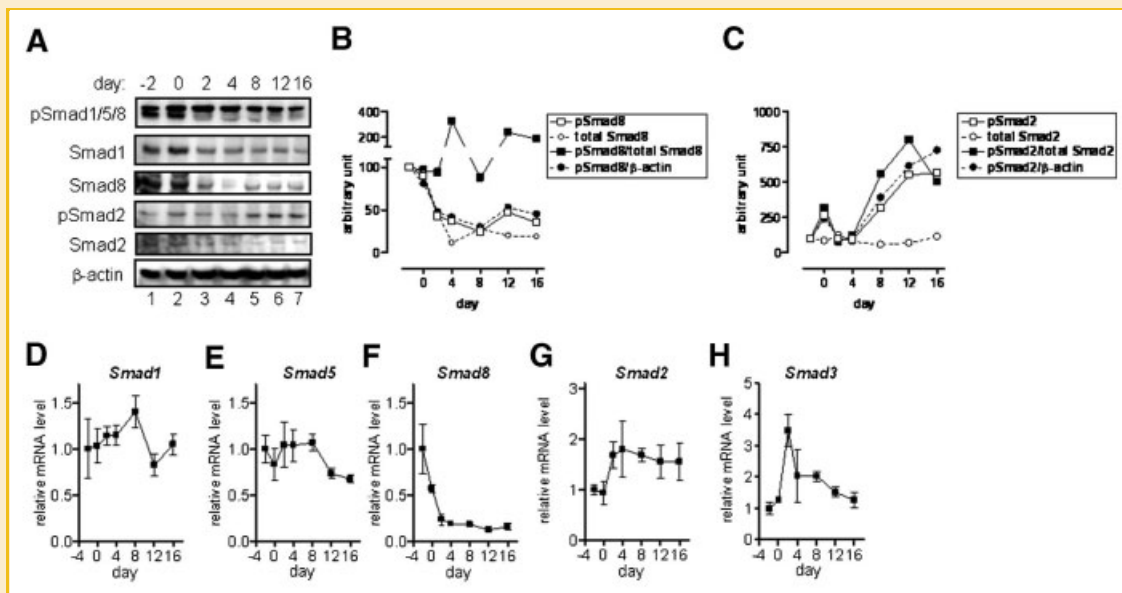 A
day: -2 0 2 4 8 12 16
pSmad1/5/8
Smad1
Smad8
pSmad2
Smad2
β-actin
1 2 3 4 5 6 7
B
arbitrary unit
400
200
100
50
0
0 4 8 12 16
day
pSmad8
total Smad8
pSmad8/total Smad8
pSmad8/β-actin
C
arbitrary unit
1000
750
500
250
0
0 4 8 12 16
day
pSmad2
total Smad2
pSmad2/total Smad2
pSmad2/β-actin
D
Smad1
relative mRNA level
1.5
1.0
0.5
0.0
-4 0 4 8 12 16
day
E
Smad5
relative mRNA level
1.5
1.0
0.5
0.0
-4 0 4 8 12 16
day
F
Smad8
relative mRNA level
1.5
1.0
0.5
0.0
-4 0 4 8 12 16
day
G
Smad2
relative mRNA level
3
2
1
0
-4 0 4 8 12 16
day
H
Smad3
relative mRNA level
5
4
3
2
1
0
-4 0 4 8 12 16
day